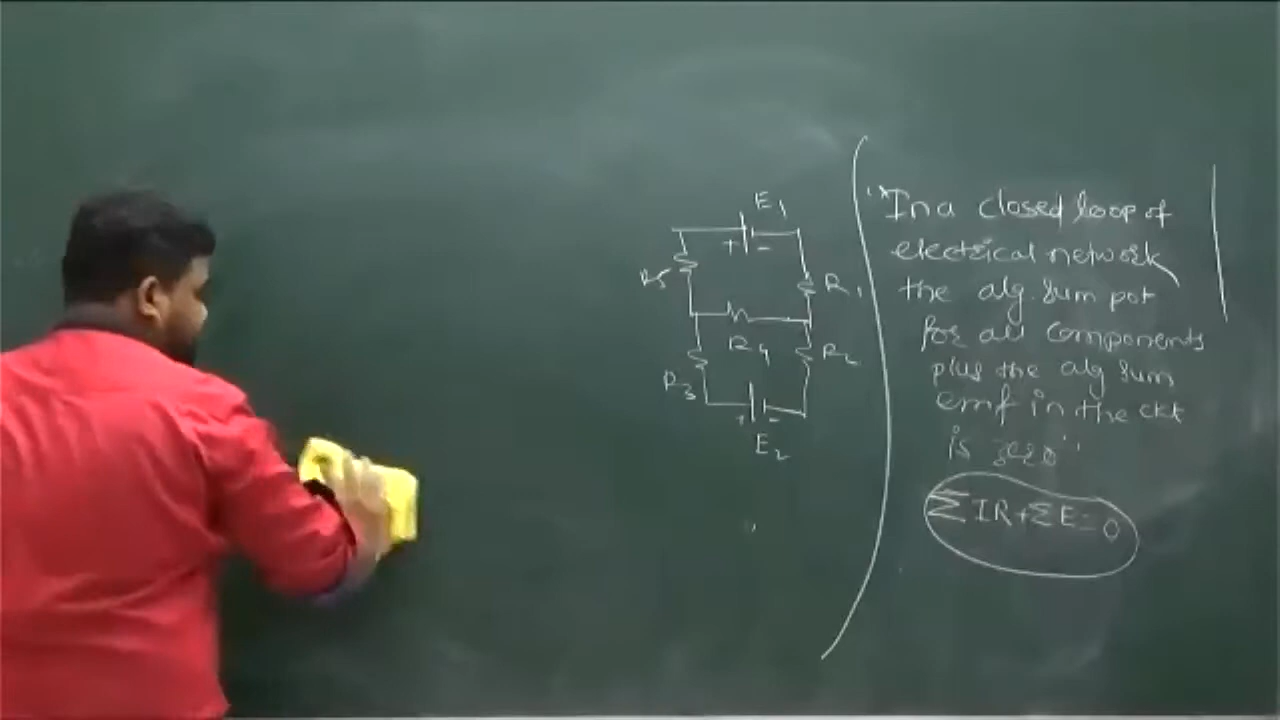 E1
+ -
R5
R1
R4
R2
R3
+ -
E2
"In a closed loop of
electrical network
the alg. sum pot
for all components
plus the alg sum
emf in the ckt
is zero"
ΣIR+ΣE=0